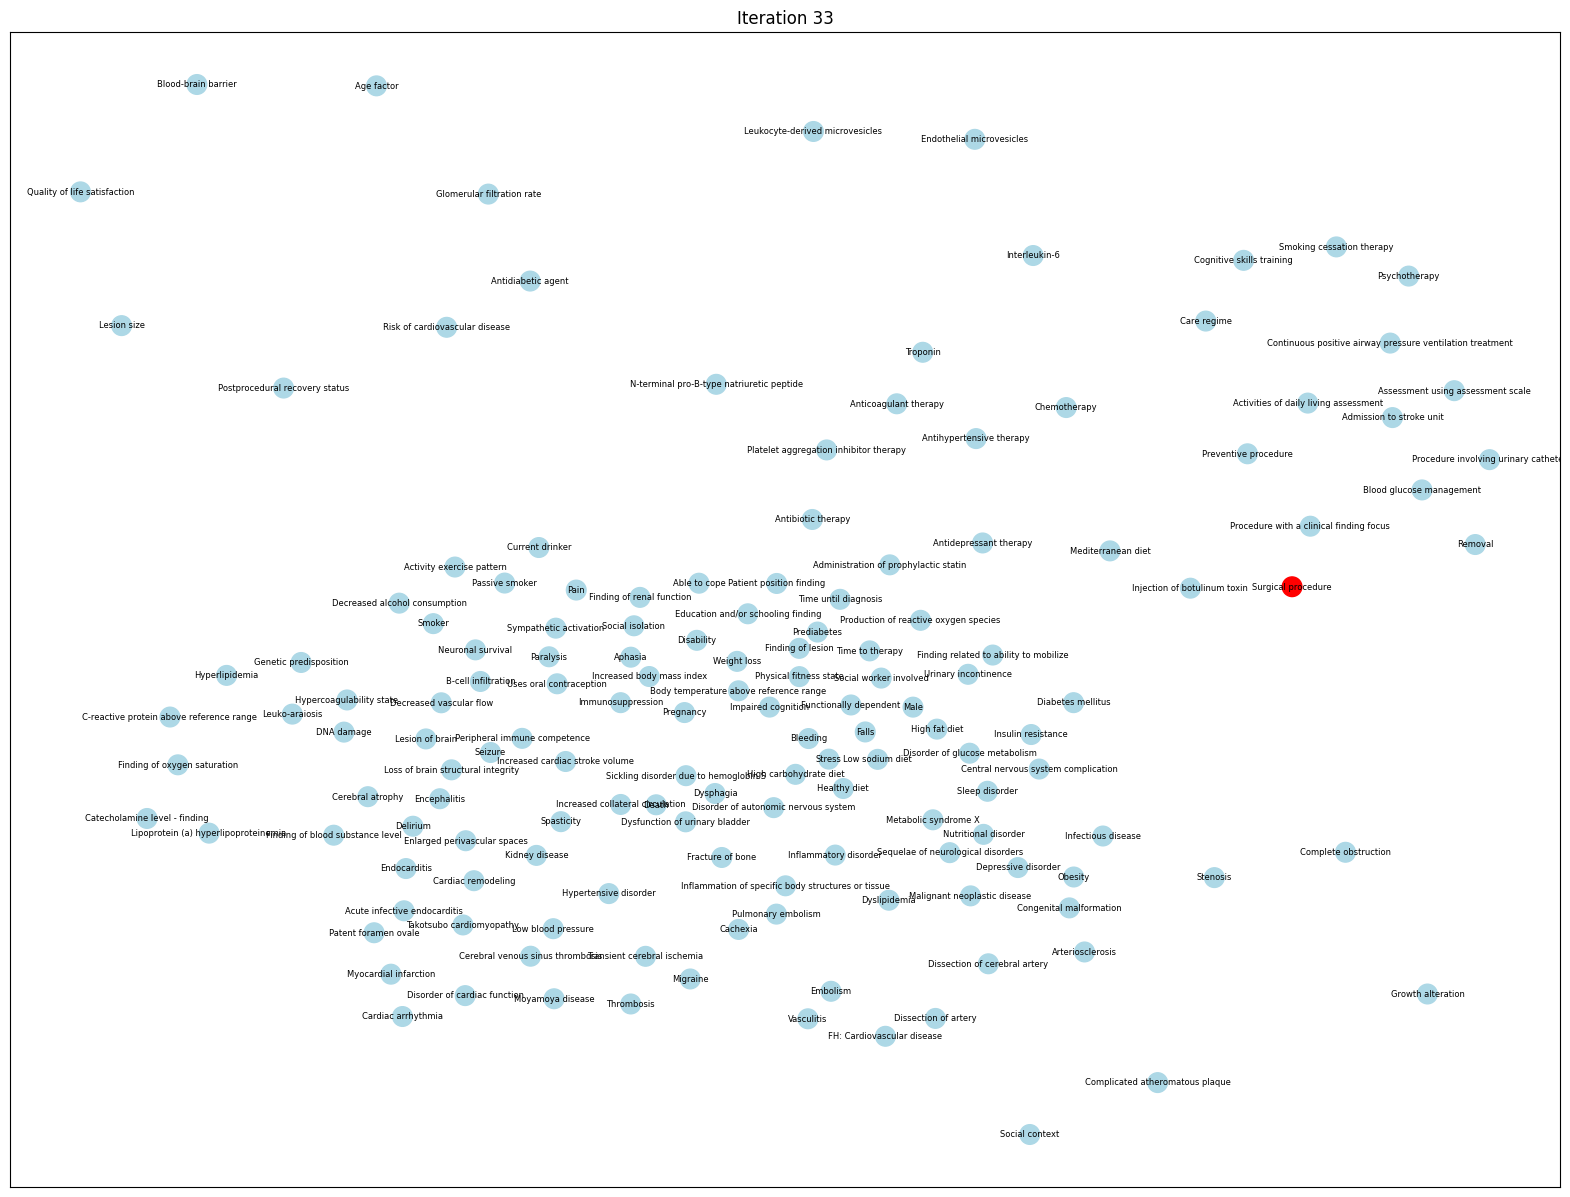 Iteration 33
Blood-brain barrier
Age factor
Leukocyte-derived microvesicles
Endothelial microvesicles
Quality of life satisfaction
Glomerular filtration rate
Smoking cessation therapy
Interleukin-6
Cognitive skills training
Psychotherapy
Antidiabetic agent
Care regime
Lesion size
Risk of cardiovascular disease
Continuous positive airway pressure ventilation treatment
Troponin
N-terminal pro-B-type natriuretic peptide
Postprocedural recovery status
Assessment using assessment scale
Anticoagulant therapy
Activities of daily living assessment
Chemotherapy
Admission to stroke unit
Antihypertensive therapy
Platelet aggregation inhibitor therapy
Preventive procedure
Procedure involving urinary cathete
Blood glucose management
Antibiotic therapy
Procedure with a clinical finding focus
Current drinker
Antidepressant therapy
Removal
Mediterranean diet
Activity exercise pattern
Administration of prophylactic statin
Passive smoker
Able to cope
Patient position finding
Pain
Injection of botulinum toxin
Surgical procedure
Finding of renal function
Time until diagnosis
Decreased alcohol consumption
Education and/or schooling finding
Production of reactive oxygen species
Smoker
Sympathetic activation
Social isolation
Prediabetes
Disability
Finding of lesion
Neuronal survival
Time to therapy
Finding related to ability to mobilize
Paralysis
Aphasia
Genetic predisposition
Weight loss
Hyperlipidemia
Increased body mass index
Physical fitness state
Social worker involved
Urinary incontinence
B-cell infiltration
Uses oral contraception
Body temperature above reference range
Hypercoagulability state
Decreased vascular flow
Immunosuppression
Impaired cognition
Functionally dependent
Male
Diabetes mellitus
Leuko-araiosis
Pregnancy
C-reactive protein above reference range
DNA damage
Falls
High fat diet
Insulin resistance
Lesion of brain
Peripheral immune competence
Bleeding
Seizure
Disorder of glucose metabolism
Increased cardiac stroke volume
Stress
Low sodium diet
Finding of oxygen saturation
Loss of brain structural integrity
Central nervous system complication
Sickling disorder due to hemoglobin S
High carbohydrate diet
Healthy diet
Sleep disorder
Cerebral atrophy
Encephalitis
Dysphagia
Increased collateral circulation
Death
Disorder of autonomic nervous system
Catecholamine level - finding
Spasticity
Dysfunction of urinary bladder
Metabolic syndrome X
Delirium
Lipoprotein (a) hyperlipoproteinemia
Finding of blood substance level
Nutritional disorder
Infectious disease
Enlarged perivascular spaces
Kidney disease
Fracture of bone
Inflammatory disorder
Sequelae of neurological disorders
Complete obstruction
Endocarditis
Depressive disorder
Obesity
Stenosis
Cardiac remodeling
Inflammation of specific body structures or tissue
Hypertensive disorder
Malignant neoplastic disease
Dyslipidemia
Congenital malformation
Acute infective endocarditis
Pulmonary embolism
Takotsubo cardiomyopathy
Low blood pressure
Cachexia
Patent foramen ovale
Arteriosclerosis
Cerebral venous sinus thrombosis
Transient cerebral ischemia
Dissection of cerebral artery
Myocardial infarction
Migraine
Embolism
Growth alteration
Disorder of cardiac function
Moyamoya disease
Thrombosis
Cardiac arrhythmia
Vasculitis
Dissection of artery
FH: Cardiovascular disease
Complicated atheromatous plaque
Social context